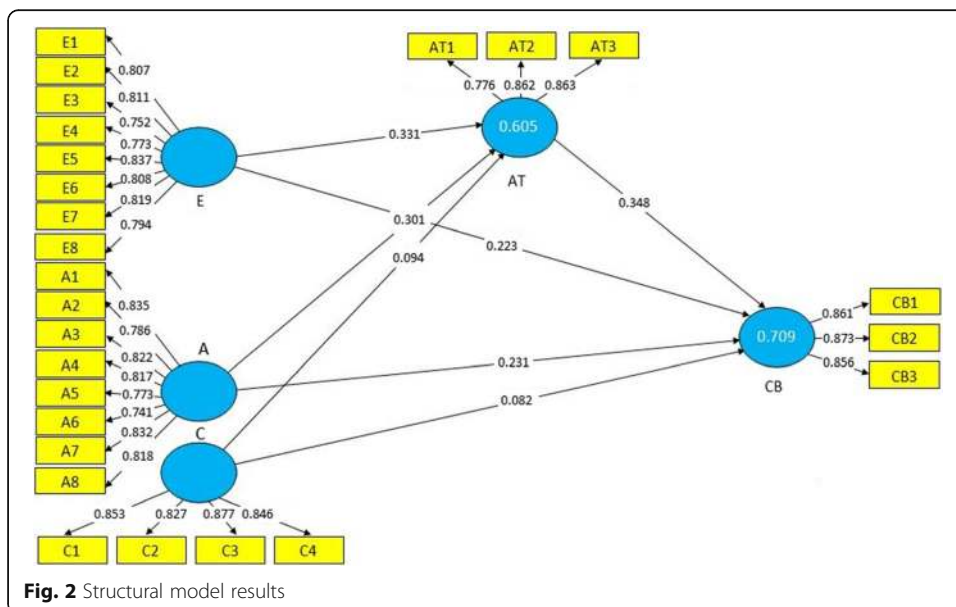 E1
E2
E3
E4
E5
E6
E7
E8
0.807
0.811
0.752
0.773
0.837
0.808
0.819
0.794
E
A1
A2
A3
A4
A5
A6
A7
A8
0.835
0.786
0.822
0.817
0.773
0.741
0.832
0.818
A
C
0.853
0.827
0.877
0.846
C1
C2
C3
C4
AT1
AT2
AT3
0.776
0.862
0.863
0.605
AT
0.331
0.301
0.094
0.223
0.348
0.231
0.082
0.709
CB
0.861
0.873
0.856
CB1
CB2
CB3
Fig. 2 Structural model results